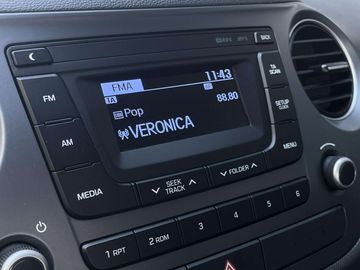 BACK
FMA 11:43
TA AF
Pop 88.80
VERONICA
FM
AM
MEDIA
TA
SCAN
SETUP
CLOCK
MENU
SEEK
TRACK
FOLDER
1 RPT
2 RDM
3
4
5
6